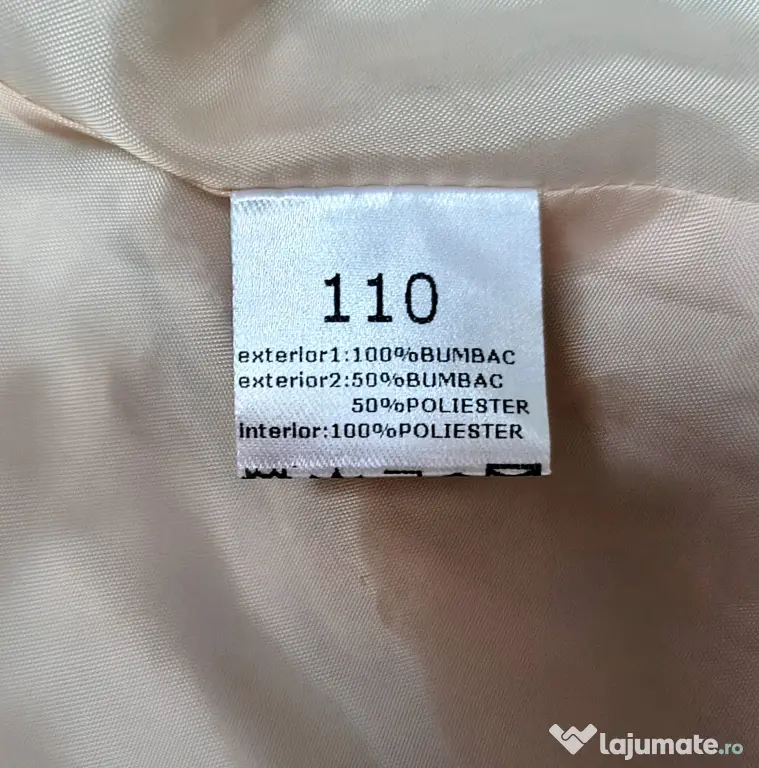 110
exterior1:100%BUMBAC
exterior2:50%BUMBAC
50%POLIESTER
interior:100%POLIESTER
lajumate.ro